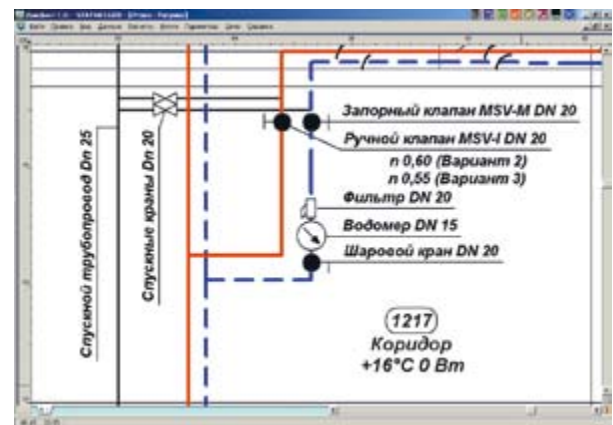 Запорный клапан MSV-M DN 20
Ручной клапан MSV-I DN 20
n 0,60 (Вариант 2)
n 0,55 (Вариант 3)
Фильтр DN 20
Водомер DN 15
Шаровой кран DN 20
Спускной трубопровод Dn 25
Спускные краны Dn 20
1217
Коридор
+16°C 0 Вт